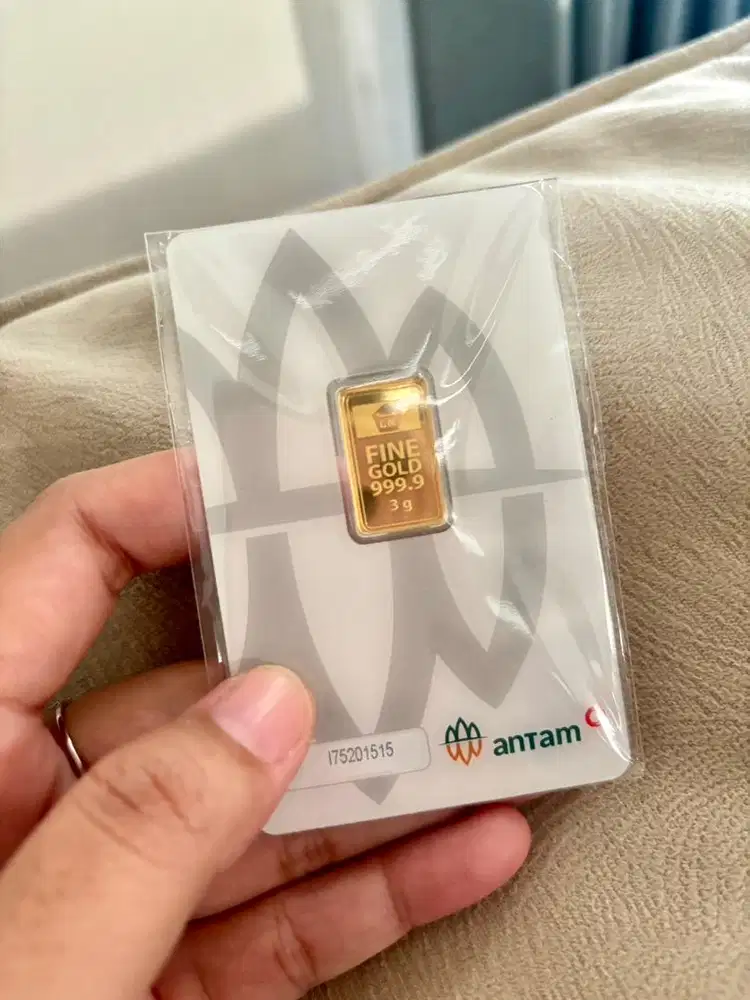 LM
FINE
GOLD
999.9
3 g
I75201515
anTam